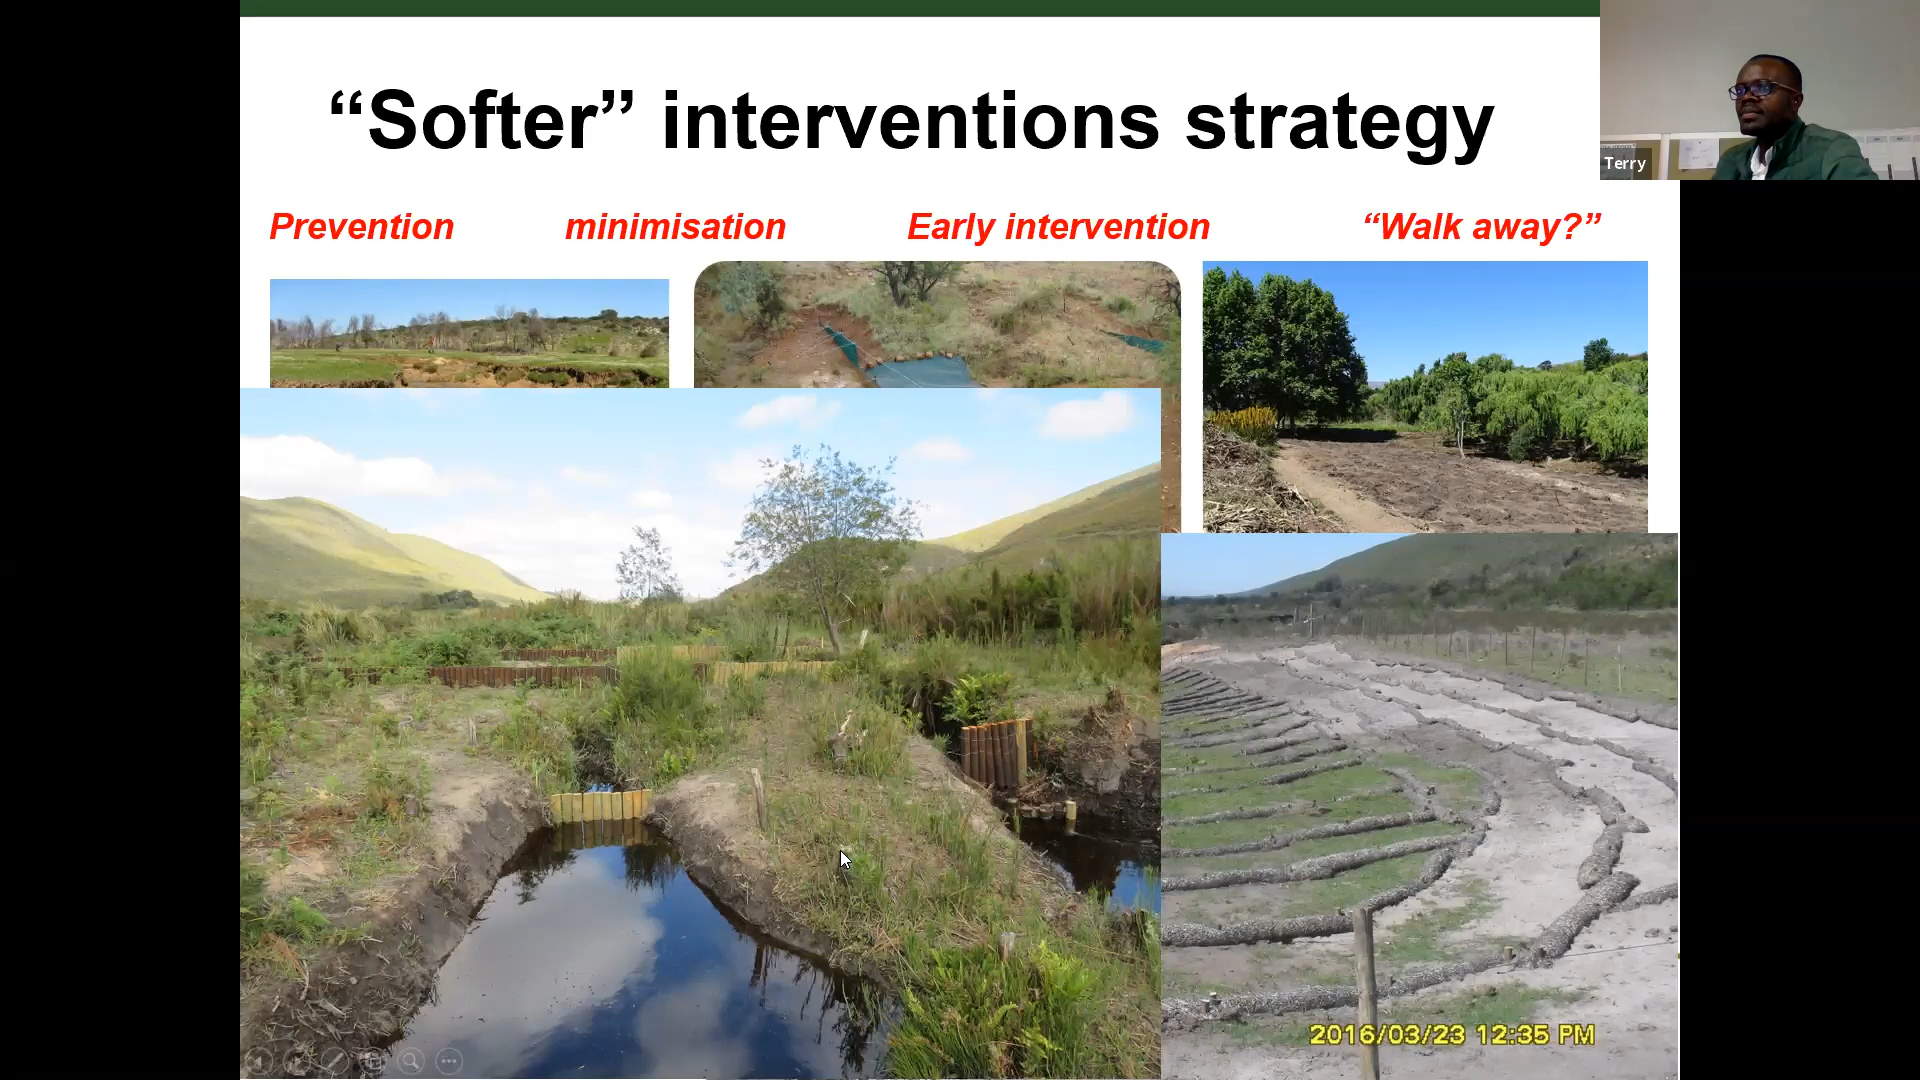 “Softer” interventions strategy
Terry
Prevention minimisation Early intervention “Walk away?”
2016/03/23 12:35 PM